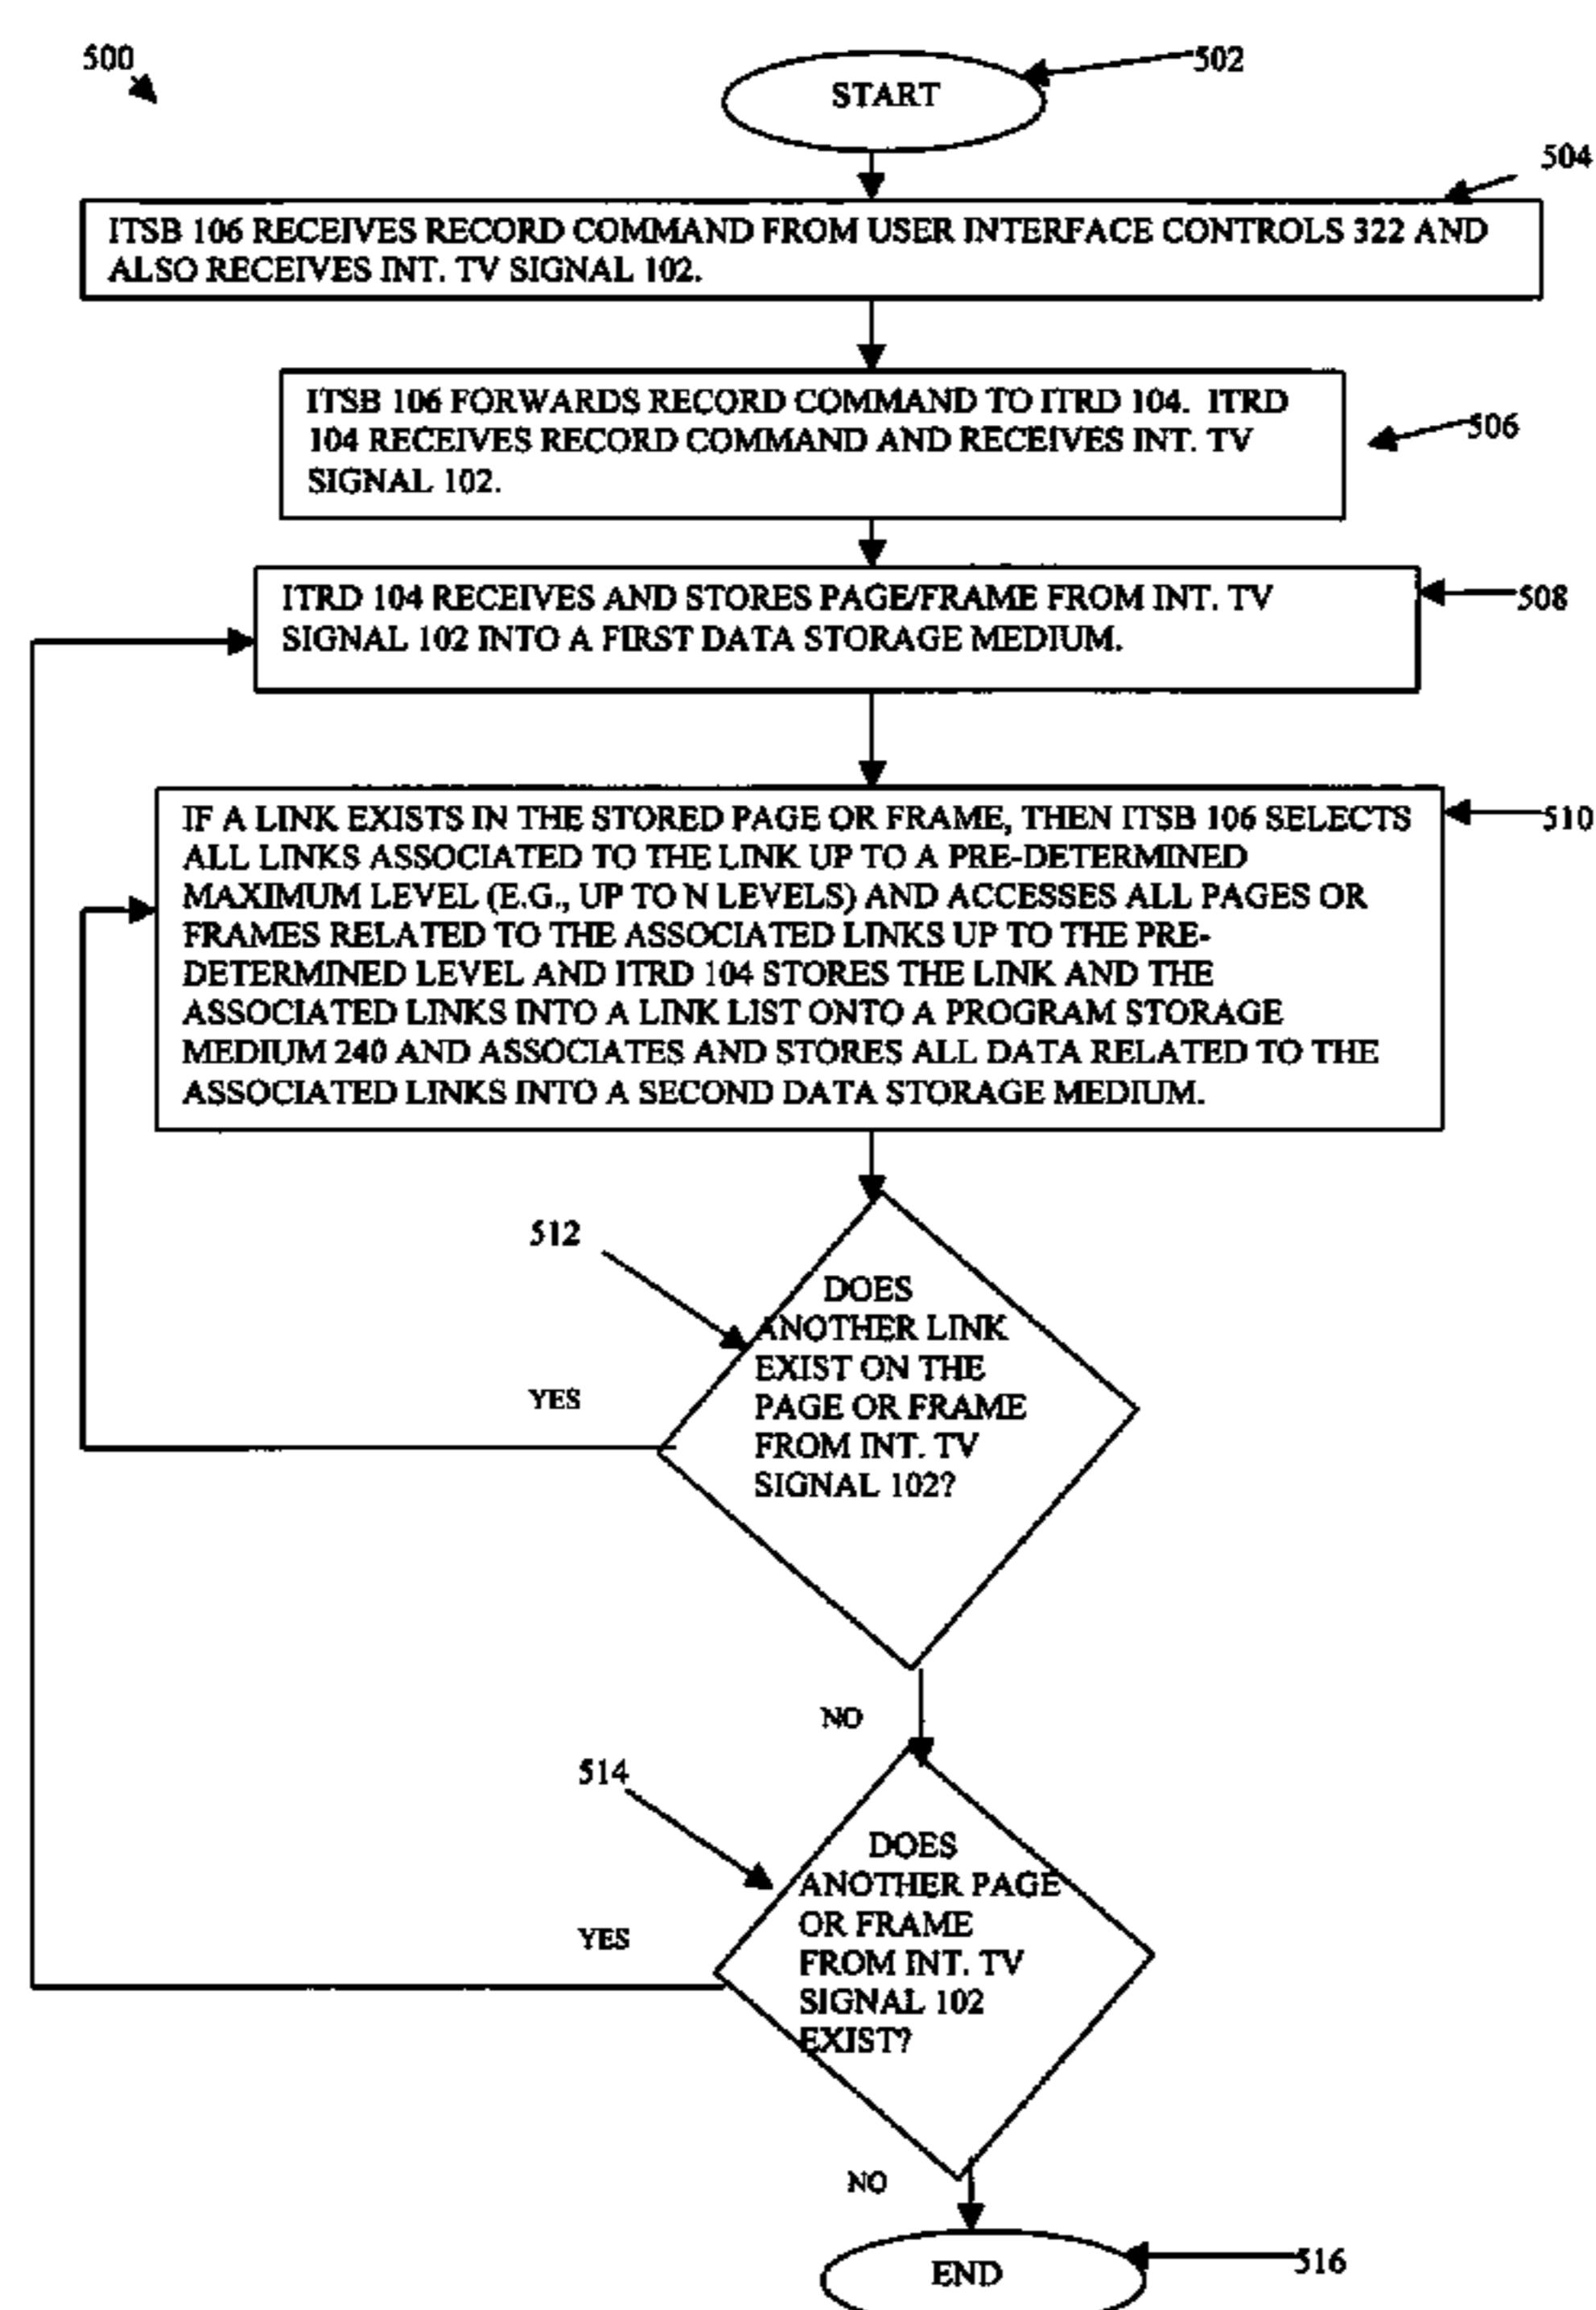 500
502
START
504
ITSB 106 RECEIVES RECORD COMMAND FROM USER INTERFACE CONTROLS 322 AND
ALSO RECEIVES INT. TV SIGNAL 102.
ITSB 106 FORWARDS RECORD COMMAND TO ITRD 104. ITRD
104 RECEIVES RECORD COMMAND AND RECEIVES INT. TV
SIGNAL 102.
506
ITRD 104 RECEIVES AND STORES PAGE/FRAME FROM INT. TV
SIGNAL 102 INTO A FIRST DATA STORAGE MEDIUM.
508
IF A LINK EXISTS IN THE STORED PAGE OR FRAME, THEN ITSB 106 SELECTS
ALL LINKS ASSOCIATED TO THE LINK UP TO A PRE-DETERMINED
MAXIMUM LEVEL (E.G., UP TO N LEVELS) AND ACCESSES ALL PAGES OR
FRAMES RELATED TO THE ASSOCIATED LINKS UP TO THE PRE-
DETERMINED LEVEL AND ITRD 104 STORES THE LINK AND THE
ASSOCIATED LINKS INTO A LINK LIST ONTO A PROGRAM STORAGE
MEDIUM 240 AND ASSOCIATES AND STORES ALL DATA RELATED TO THE
ASSOCIATED LINKS INTO A SECOND DATA STORAGE MEDIUM.
510
512
DOES
ANOTHER LINK
EXIST ON THE
PAGE OR FRAME
FROM INT. TV
SIGNAL 102?
YES
NO
514
DOES
ANOTHER PAGE
OR FRAME
FROM INT. TV
SIGNAL 102
EXIST?
YES
NO
END
516